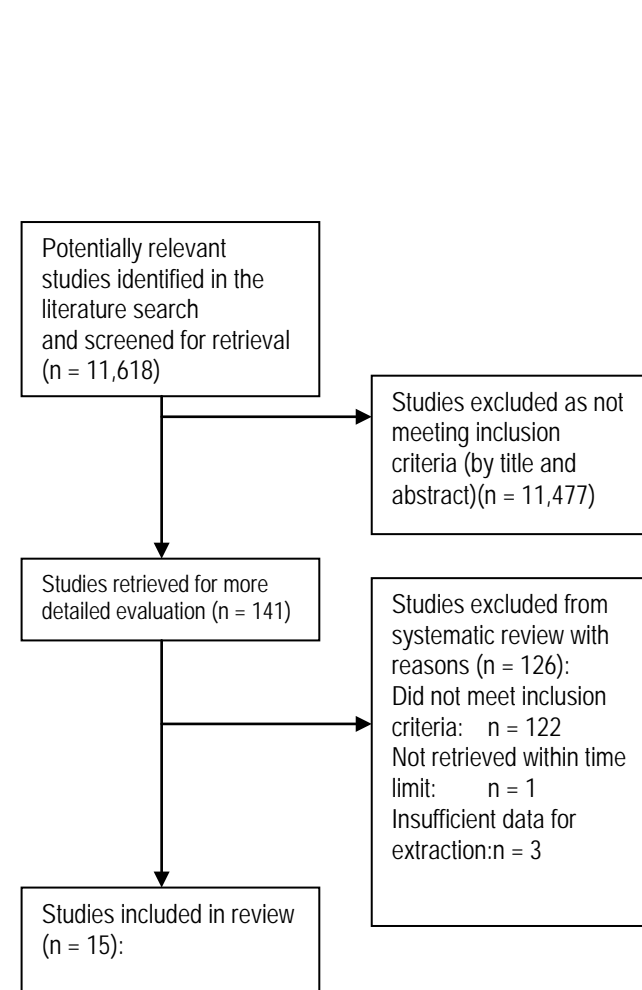 Potentially relevant
studies identified in the
literature search
and screened for retrieval
(n = 11,618)
Studies excluded as not
meeting inclusion
criteria (by title and
abstract)(n = 11,477)
Studies retrieved for more
detailed evaluation (n = 141)
Studies excluded from
systematic review with
reasons (n = 126):
Did not meet inclusion
criteria: n = 122
Not retrieved within time
limit: n = 1
Insufficient data for
extraction:n = 3
Studies included in review
(n = 15):